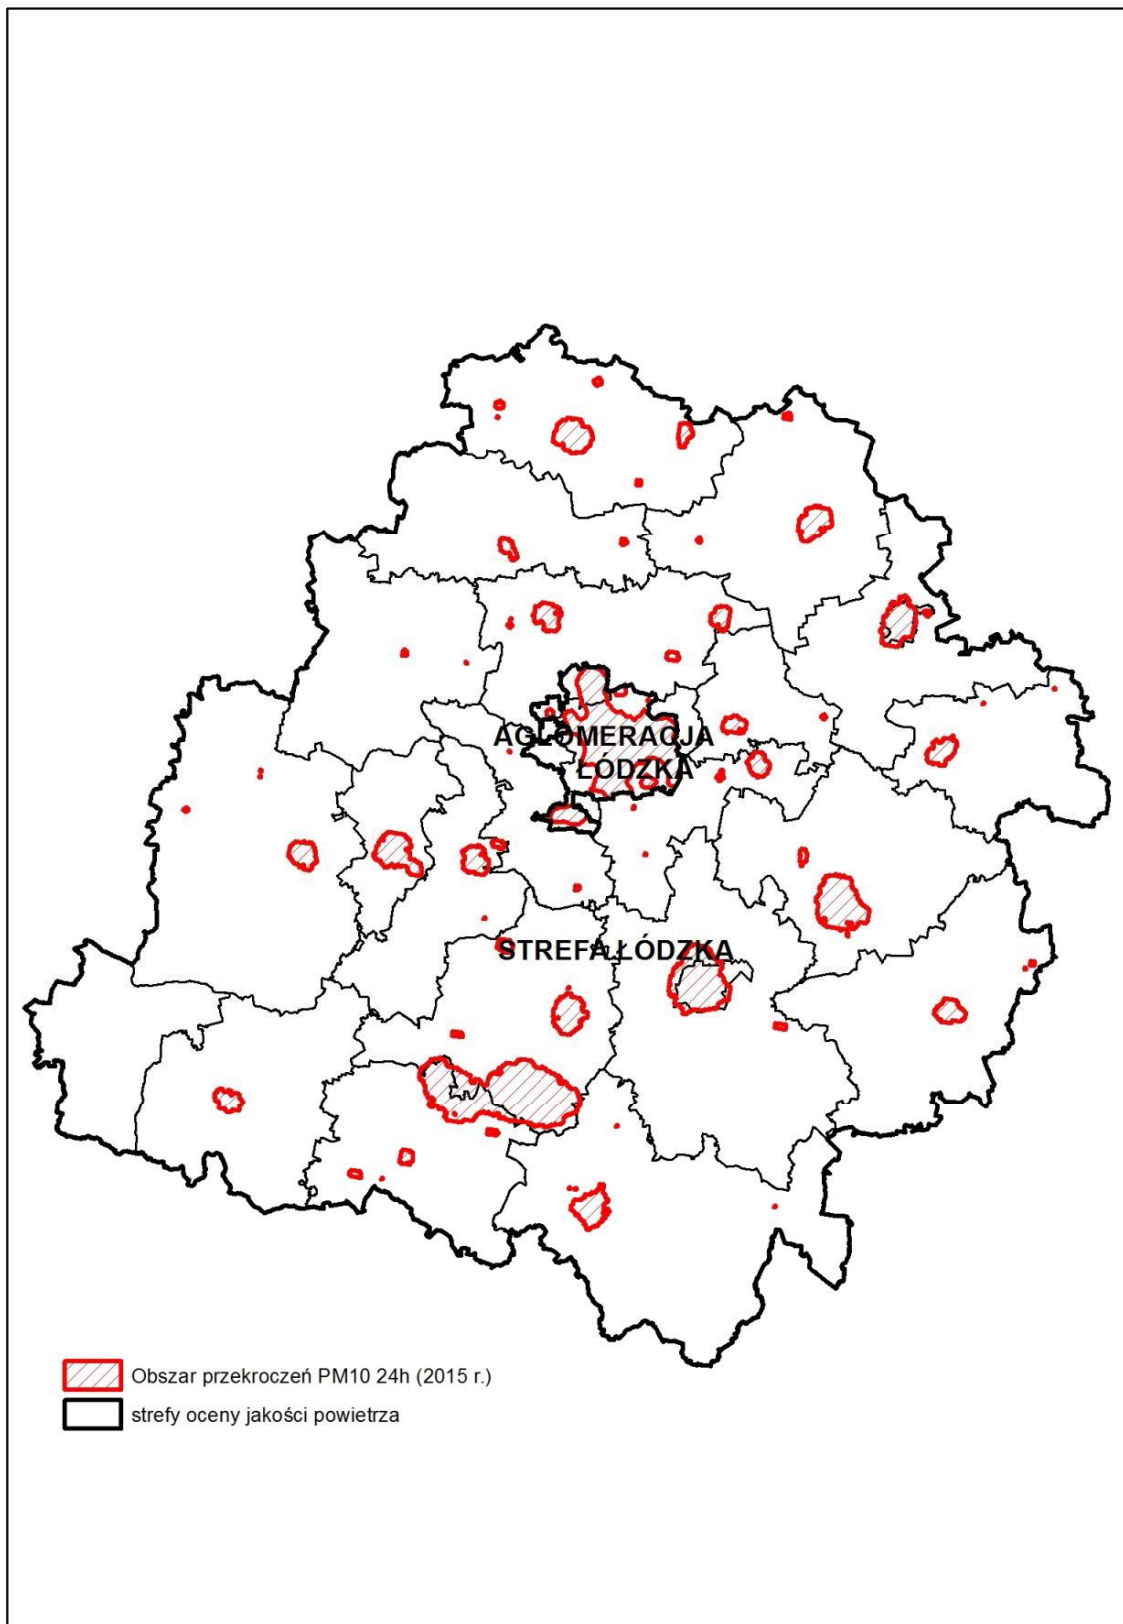 AGLOMERACJA
ŁÓDZKA
STREFA ŁÓDZKA
Obszar przekroczeń PM10 24h (2015 r.)
strefy oceny jakości powietrza